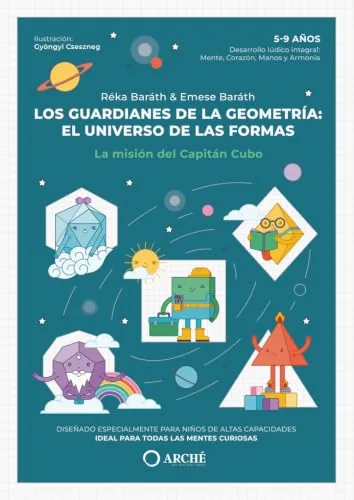 Ilustración:
Gyöngyi Cseszneg
5-9 AÑOS
Desarrollo lúdico integral:
Mente, Corazón, Manos y Armonia
Réka Baráth & Emese Baráth
LOS GUARDIANES DE LA GEOMETRÍA:
EL UNIVERSO DE LAS FORMAS
La misión del Capitán Cubo
DISEÑADO ESPECIALMENTE PARA NIÑOS DE ALTAS CAPACIDADES
IDEAL PARA TODAS LAS MENTES CURIOSAS
ARCHÉ